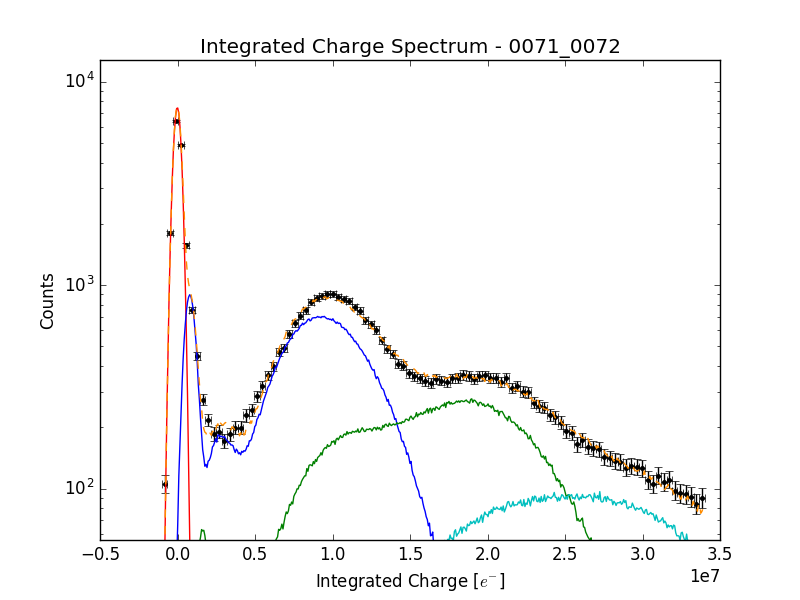 Integrated Charge Spectrum - 0071_0072
10^4
10^3
10^2
Counts
−0.5 0.0 0.5 1.0 1.5 2.0 2.5 3.0 3.5
1e7
Integrated Charge [e^−]